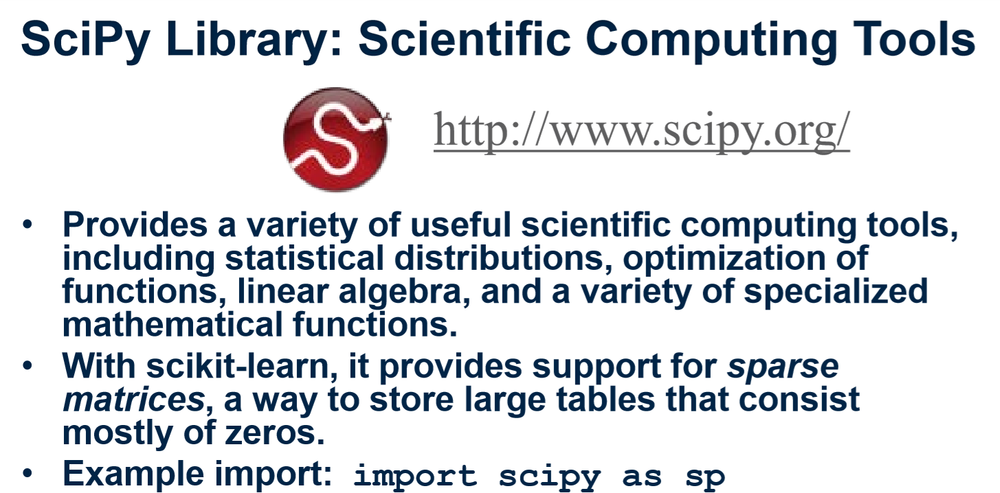 SciPy Library: Scientific Computing Tools
http://www.scipy.org/
• Provides a variety of useful scientific computing tools,
including statistical distributions, optimization of
functions, linear algebra, and a variety of specialized
mathematical functions.
• With scikit-learn, it provides support for sparse
matrices, a way to store large tables that consist
mostly of zeros.
• Example import: import scipy as sp